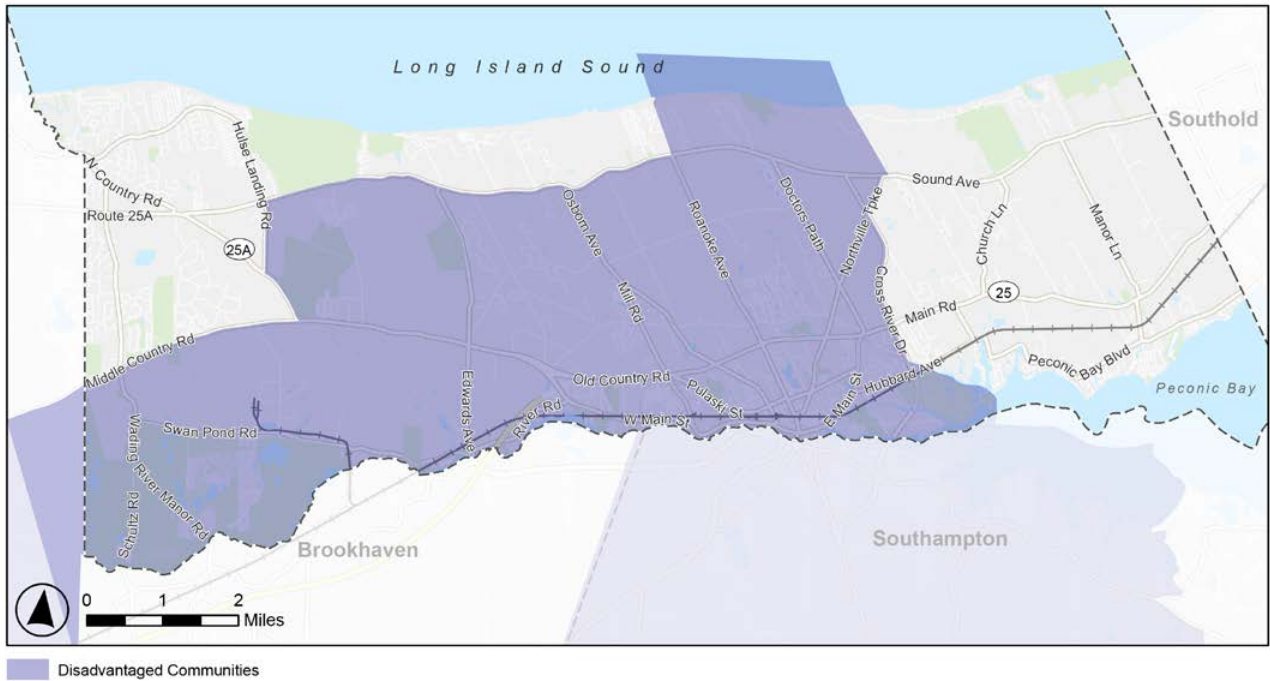 Long Island Sound
Southold
Hulse Landing Rd
N Country Rd
Route 25A
25A
Osborn Ave
Roanoke Ave
Doctors Path
Northville Tpke
Sound Ave
Church Ln
Manor Ln
25
Mill Rd
Cross River Dr
Main Rd
Middle Country Rd
Edwards Ave
Old Country Rd
Pulaski St
E Main St
Hubbard Ave
Peconic Bay Blvd
Peconic Bay
River Rd
W Main St
Swan Pond Rd
Wading River Manor Rd
Schultz Rd
Brookhaven
Southampton
0 1 2
Miles
Disadvantaged Communities